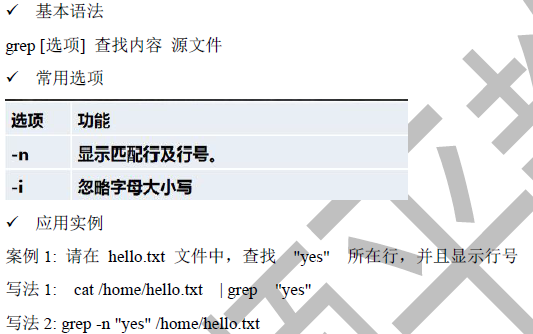 ✓ 基本语法
grep [选项] 查找内容 源文件
✓ 常用选项
选项 功能
-n 显示匹配行及行号。
-i 忽略字母大小写
✓ 应用实例
案例 1: 请在 hello.txt 文件中，查找 "yes" 所在行，并且显示行号
写法 1: cat /home/hello.txt | grep "yes"
写法 2: grep -n "yes" /home/hello.txt